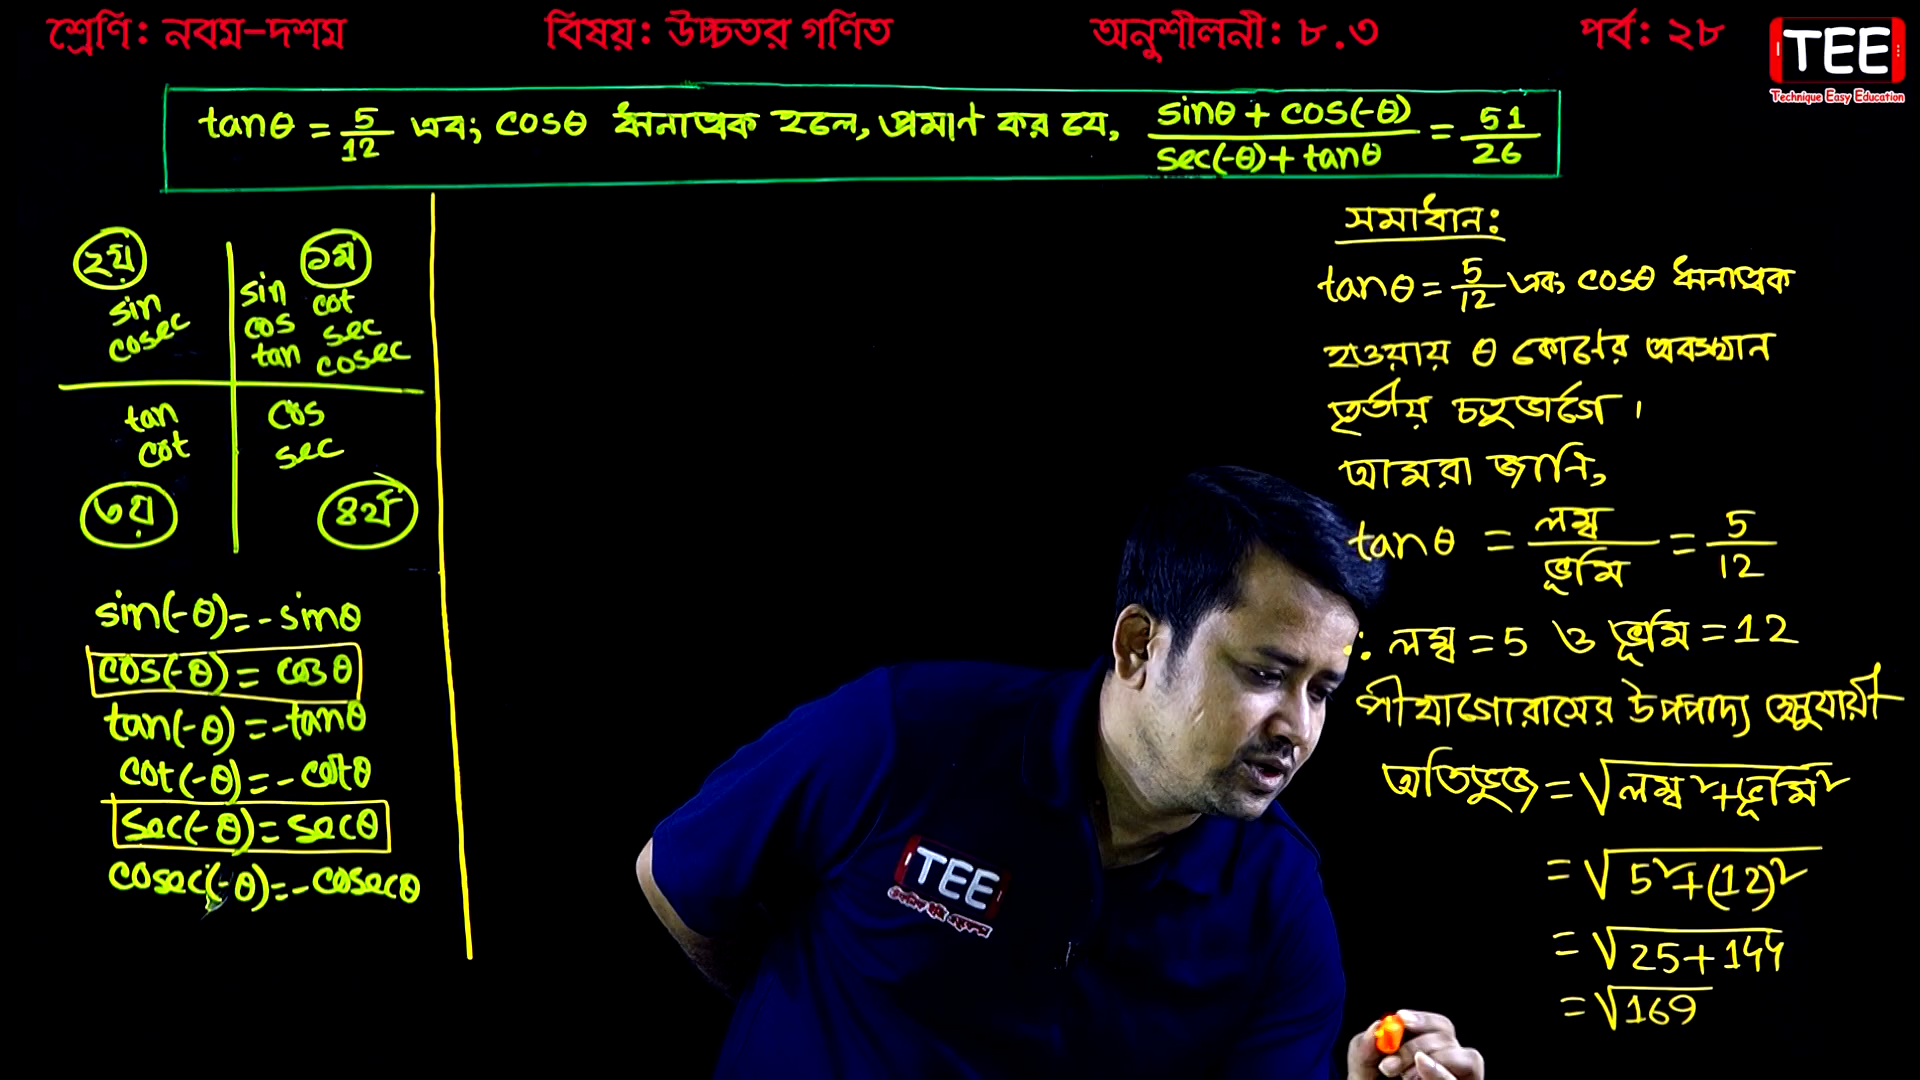 শ্রেণি: নবম-দশম
বিষয়: উচ্চতর গণিত
অনুশীলনী: ৮.৩
পর্ব: ২৮
TEE
Technique Easy Education
tanθ = 5/12 এবং cosθ ধনাত্মক হলে, প্রমাণ কর যে, (sinθ + cos(-θ))/(sec(-θ) + tanθ) = 51/26
২য়
sin
cosec
১ম
sin cot
cos sec
tan cosec
tan
cot
৩য়
cos
sec
৪র্থ
sin(-θ) = - sinθ
cos(-θ) = cosθ
tan(-θ) = -tanθ
cot(-θ) = - cotθ
sec(-θ) = secθ
cosec(-θ) = - cosecθ
সমাধান:
tanθ = 5/12 এবং cosθ ধনাত্মক
হওয়ায় θ কোণের অবস্থান
তৃতীয় চতুর্ভাগে।
আমরা জানি,
tanθ = লম্ব/ভূমি = 5/12
∴ লম্ব = 5 ও ভূমি = 12
পীথাগোরাসের উপপাদ্য অনুযায়ী
অতিভুজ = √(লম্ব² + ভূমি²)
= √(5² + (12)²)
= √(25 + 144)
= √169
TEE